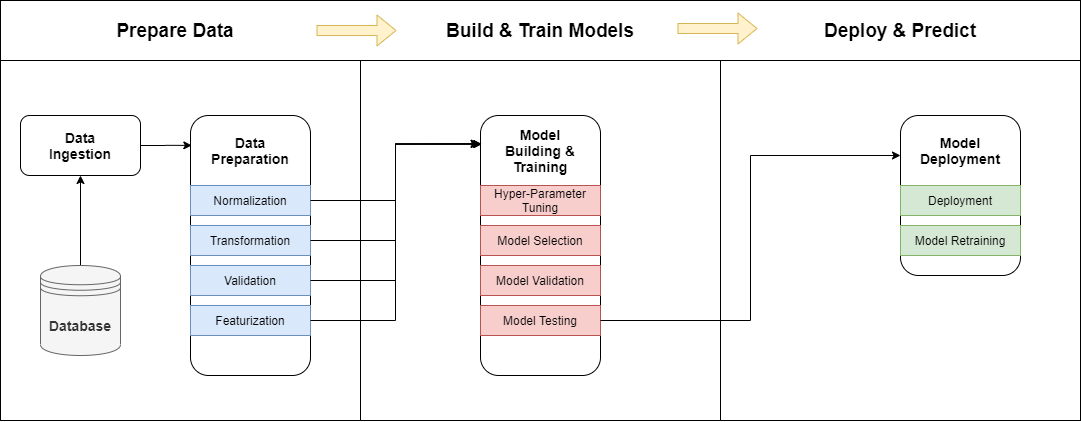 Prepare Data
Build & Train Models
Deploy & Predict
Data
Ingestion
Database
Data
Preparation
Normalization
Transformation
Validation
Featurization
Model
Building &
Training
Hyper-Parameter
Tuning
Model Selection
Model Validation
Model Testing
Model
Deployment
Deployment
Model Retraining